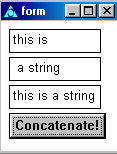 form
this is
a string
this is a string
Concatenate!